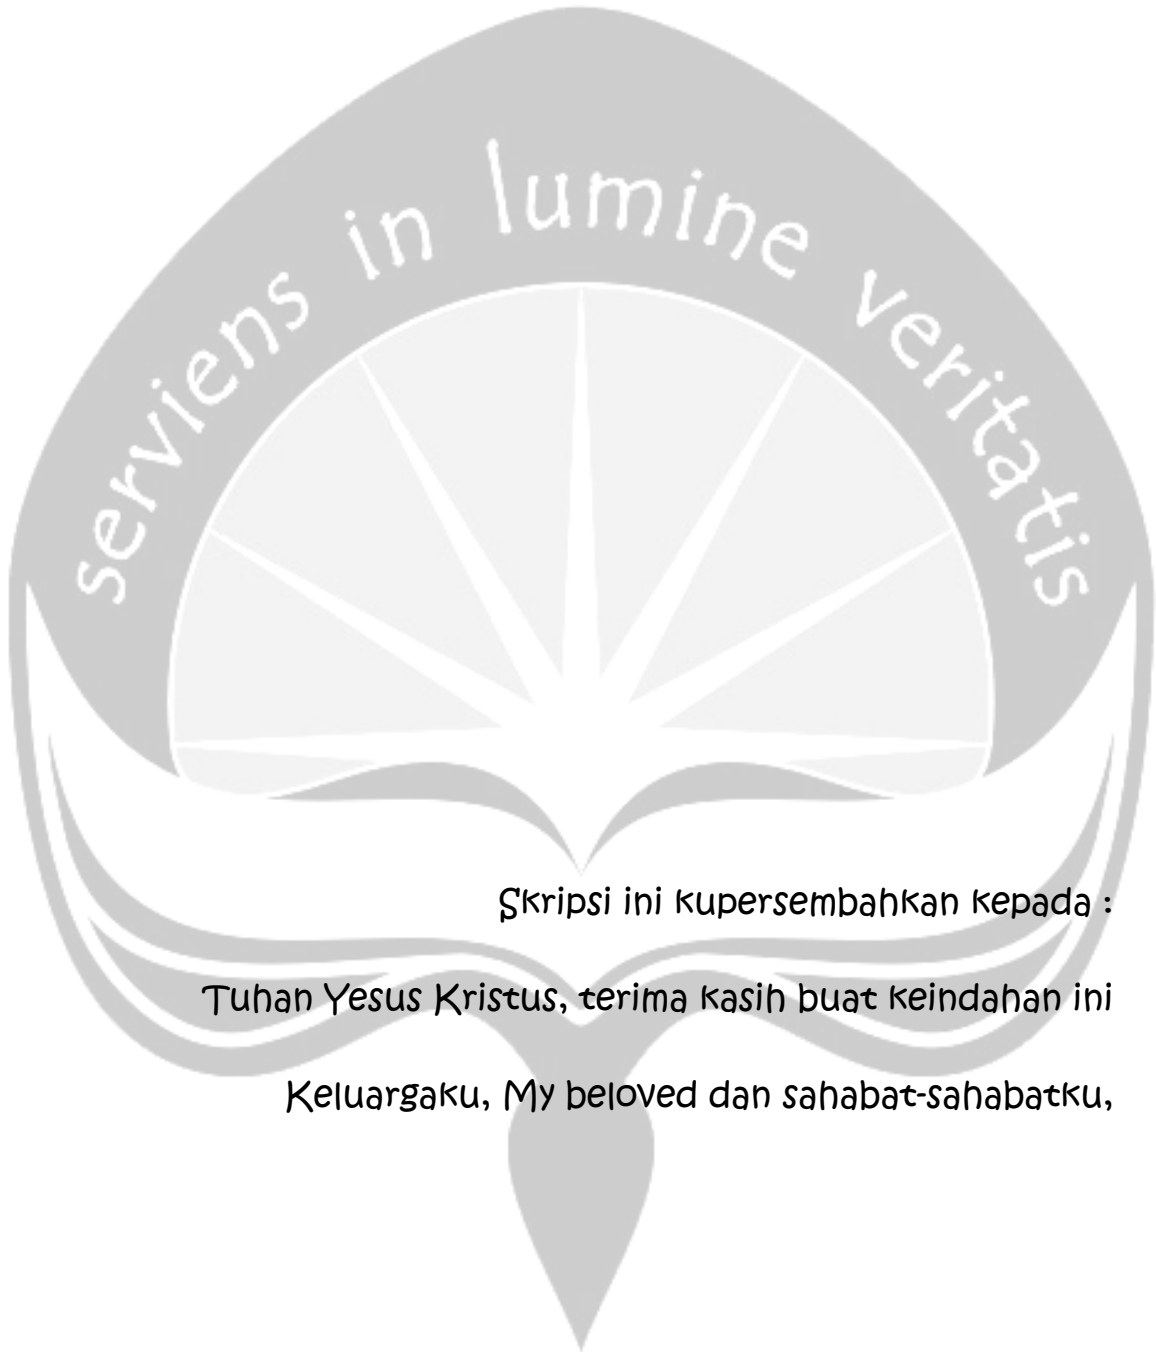 serviens in lumine veritatis
Skripsi ini kupersembahkan kepada :
Tuhan Yesus Kristus, terima kasih buat keindahan ini
Keluargaku, My beloved dan sahabat-sahabatku,